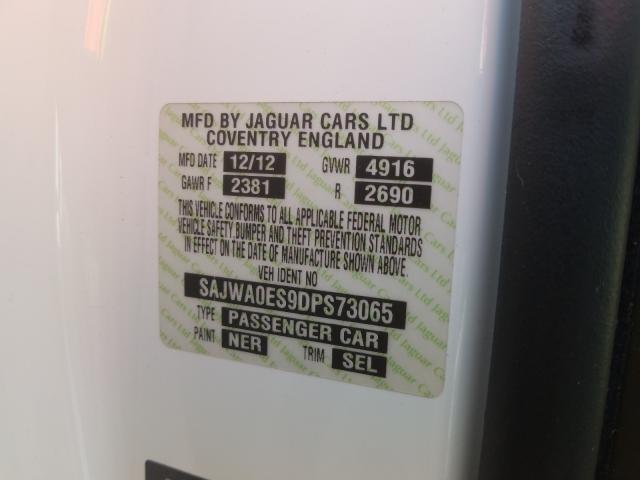 MFD BY JAGUAR CARS LTD
COVENTRY ENGLAND
MFD DATE 12/12 GVWR 4916
GAWR F 2381 R 2690
THIS VEHICLE CONFORMS TO ALL APPLICABLE FEDERAL MOTOR
VEHICLE SAFETY BUMPER AND THEFT PREVENTION STANDARDS
IN EFFECT ON THE DATE OF MANUFACTURE SHOWN ABOVE.
VEH IDENT NO
SAJWA0ES9DPS73065
TYPE PASSENGER CAR
PAINT NER TRIM SEL